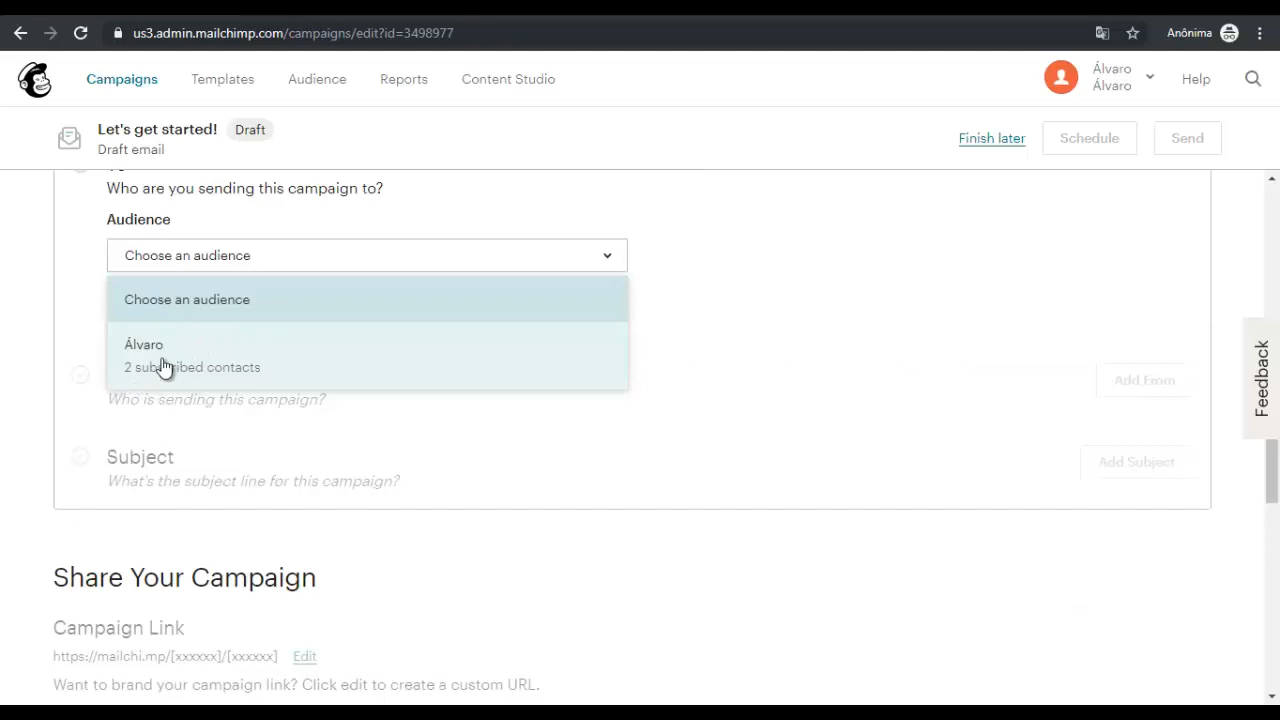 us3.admin.mailchimp.com/campaigns/edit?id=3498977
Anônima
Campaigns
Templates
Audience
Reports
Content Studio
Álvaro
Álvaro
Help
Let's get started!
Draft
Draft email
Finish later
Schedule
Send
Who are you sending this campaign to?
Audience
Choose an audience
Choose an audience
Álvaro
2 subscribed contacts
Who is sending this campaign?
Add From
Subject
What's the subject line for this campaign?
Add Subject
Feedback
Share Your Campaign
Campaign Link
https://mailchi.mp/[xxxxxx]/[xxxxxx]
Edit
Want to brand your campaign link? Click edit to create a custom URL.